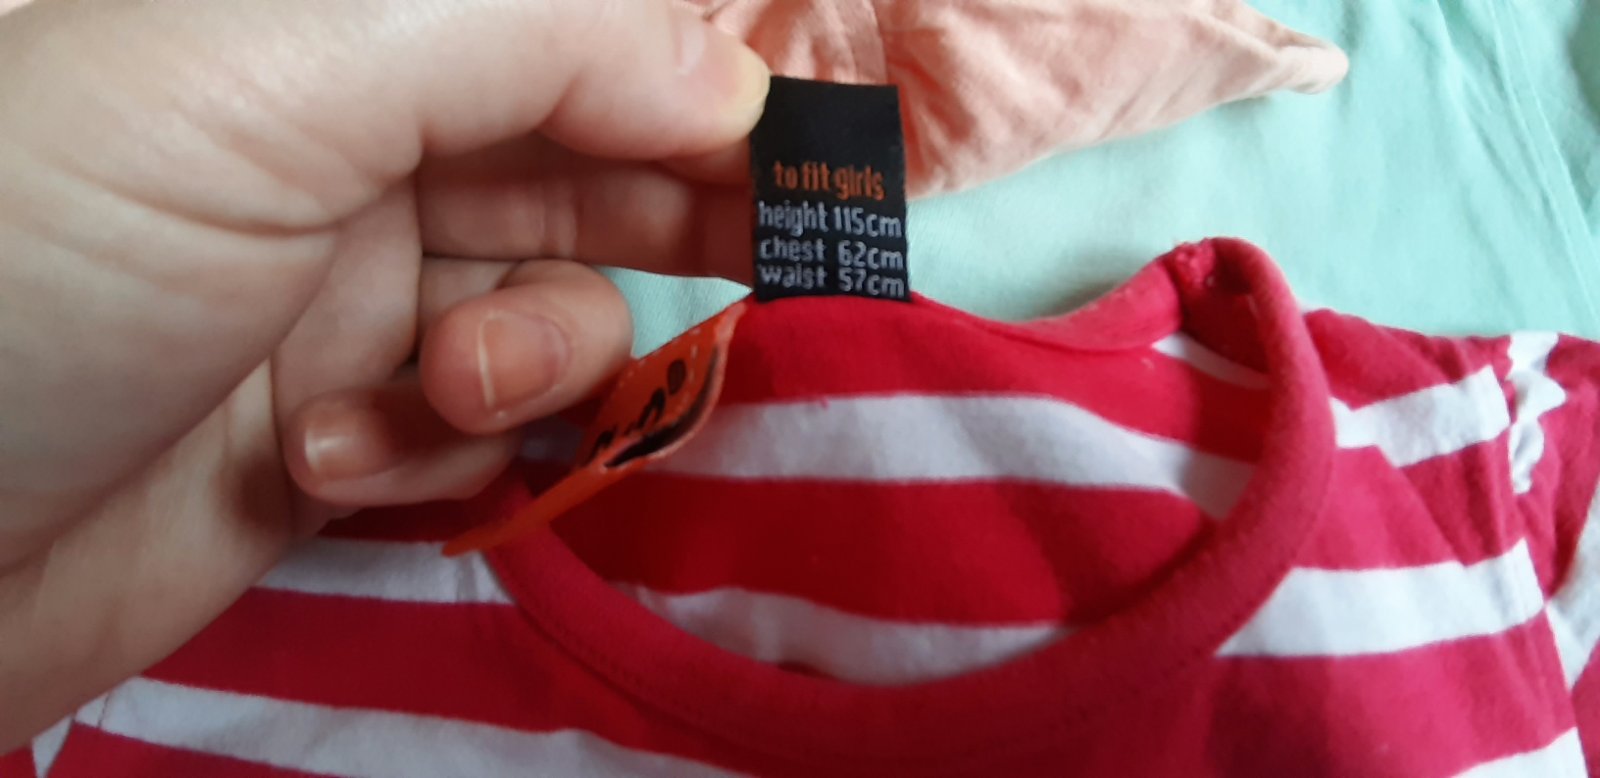 to fit girls
height 115cm
chest 62cm
waist 57cm